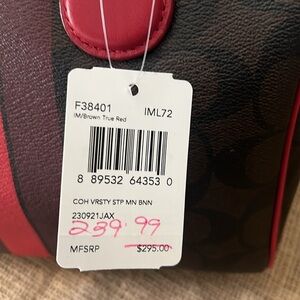 F38401 IML72
IM/Brown True Red
8 89532 64353 0
COH VRSTY STP MN BNN
230921JAX
239.99
MFSRP $295.00